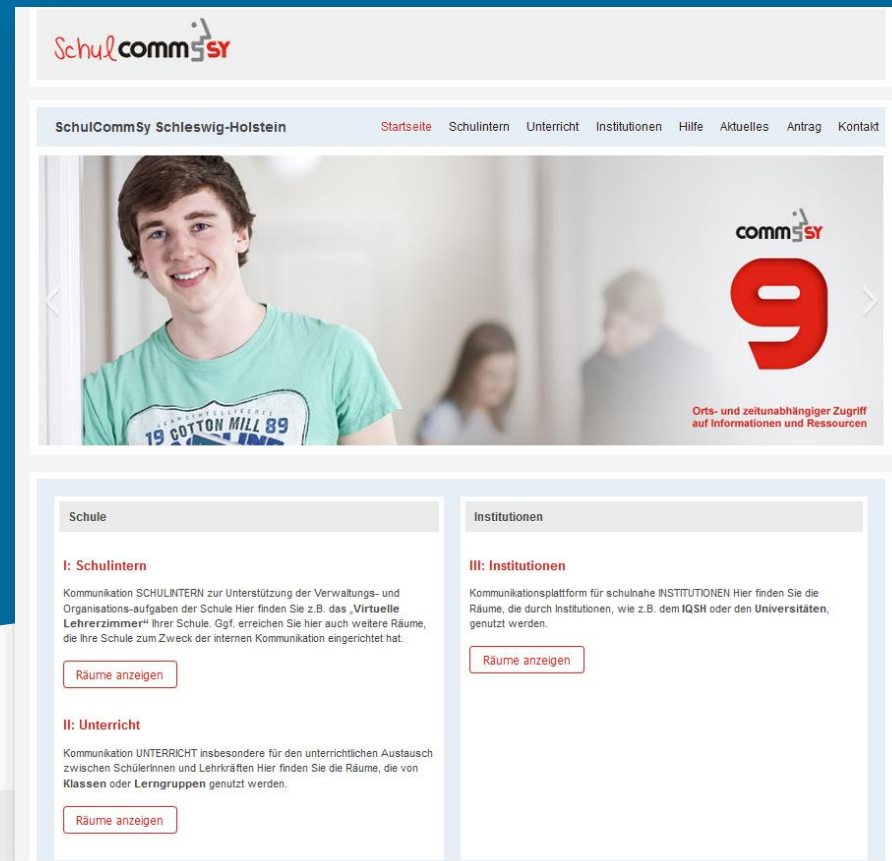 Schulcommsy
SchulCommSy Schleswig-Holstein
Startseite Schulintern Unterricht Institutionen Hilfe Aktuelles Antrag Kontakt
commsy
9
Orts- und zeitunabhängiger Zugriff
auf Informationen und Ressourcen
19 COTTON MILL 89
Schule
I: Schulintern
Kommunikation SCHULINTERN zur Unterstützung der Verwaltungs- und
Organisations-aufgaben der Schule Hier finden Sie z.B. das „Virtuelle
Lehrerzimmer“ Ihrer Schule. Ggf. erreichen Sie hier auch weitere Räume,
die Ihre Schule zum Zweck der internen Kommunikation eingerichtet hat.
Räume anzeigen
II: Unterricht
Kommunikation UNTERRICHT insbesondere für den unterrichtlichen Austausch
zwischen SchülerInnen und Lehrkräften Hier finden Sie die Räume, die von
Klassen oder Lerngruppen genutzt werden.
Räume anzeigen
Institutionen
III: Institutionen
Kommunikationsplattform für schulnahe INSTITUTIONEN Hier finden Sie die
Räume, die durch Institutionen, wie z.B. dem IQSH oder den Universitäten,
genutzt werden.
Räume anzeigen